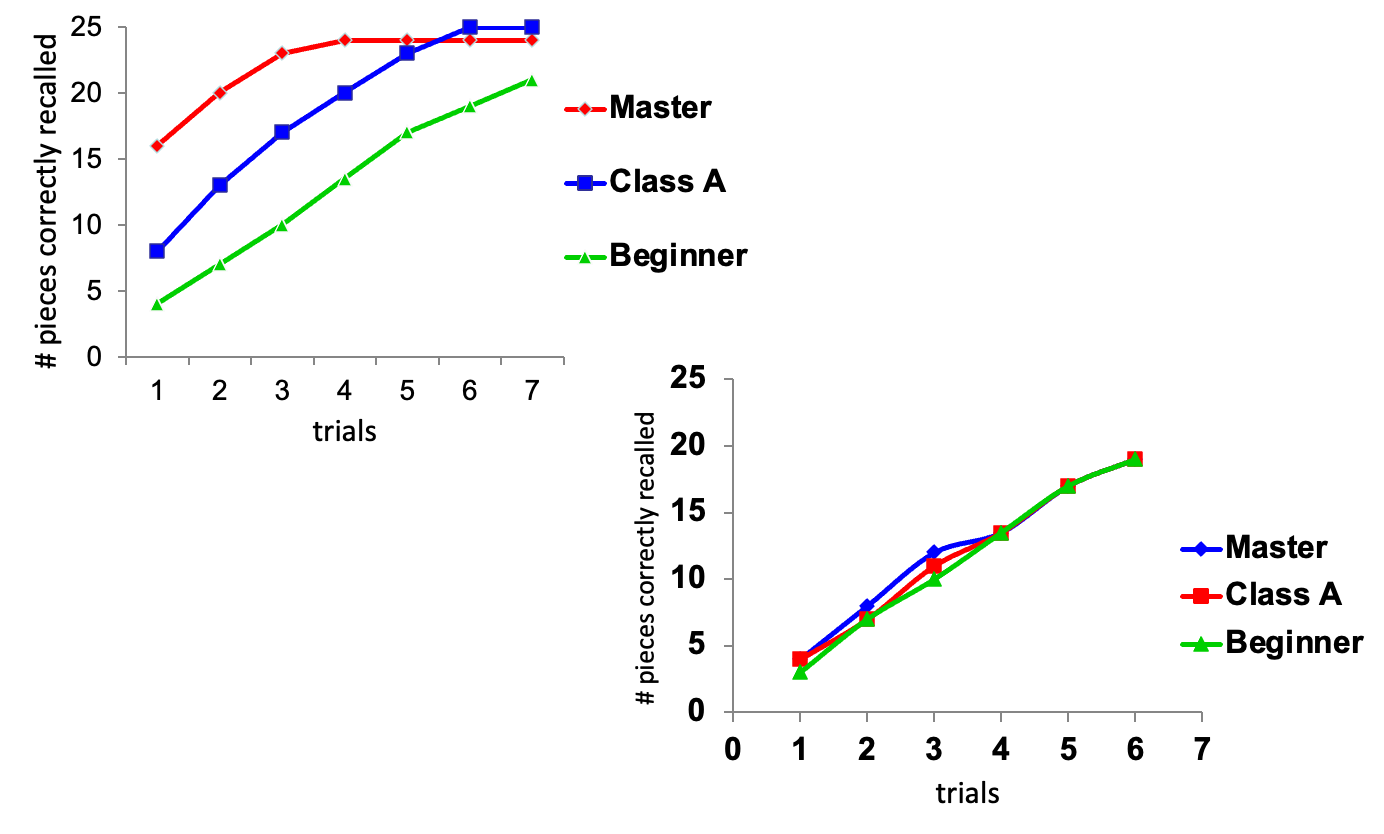 # pieces correctly recalled
25
20
15
10
5
0
1 2 3 4 5 6 7
trials
Master
Class A
Beginner
# pieces correctly recalled
25
20
15
10
5
0
0 1 2 3 4 5 6 7
trials
Master
Class A
Beginner